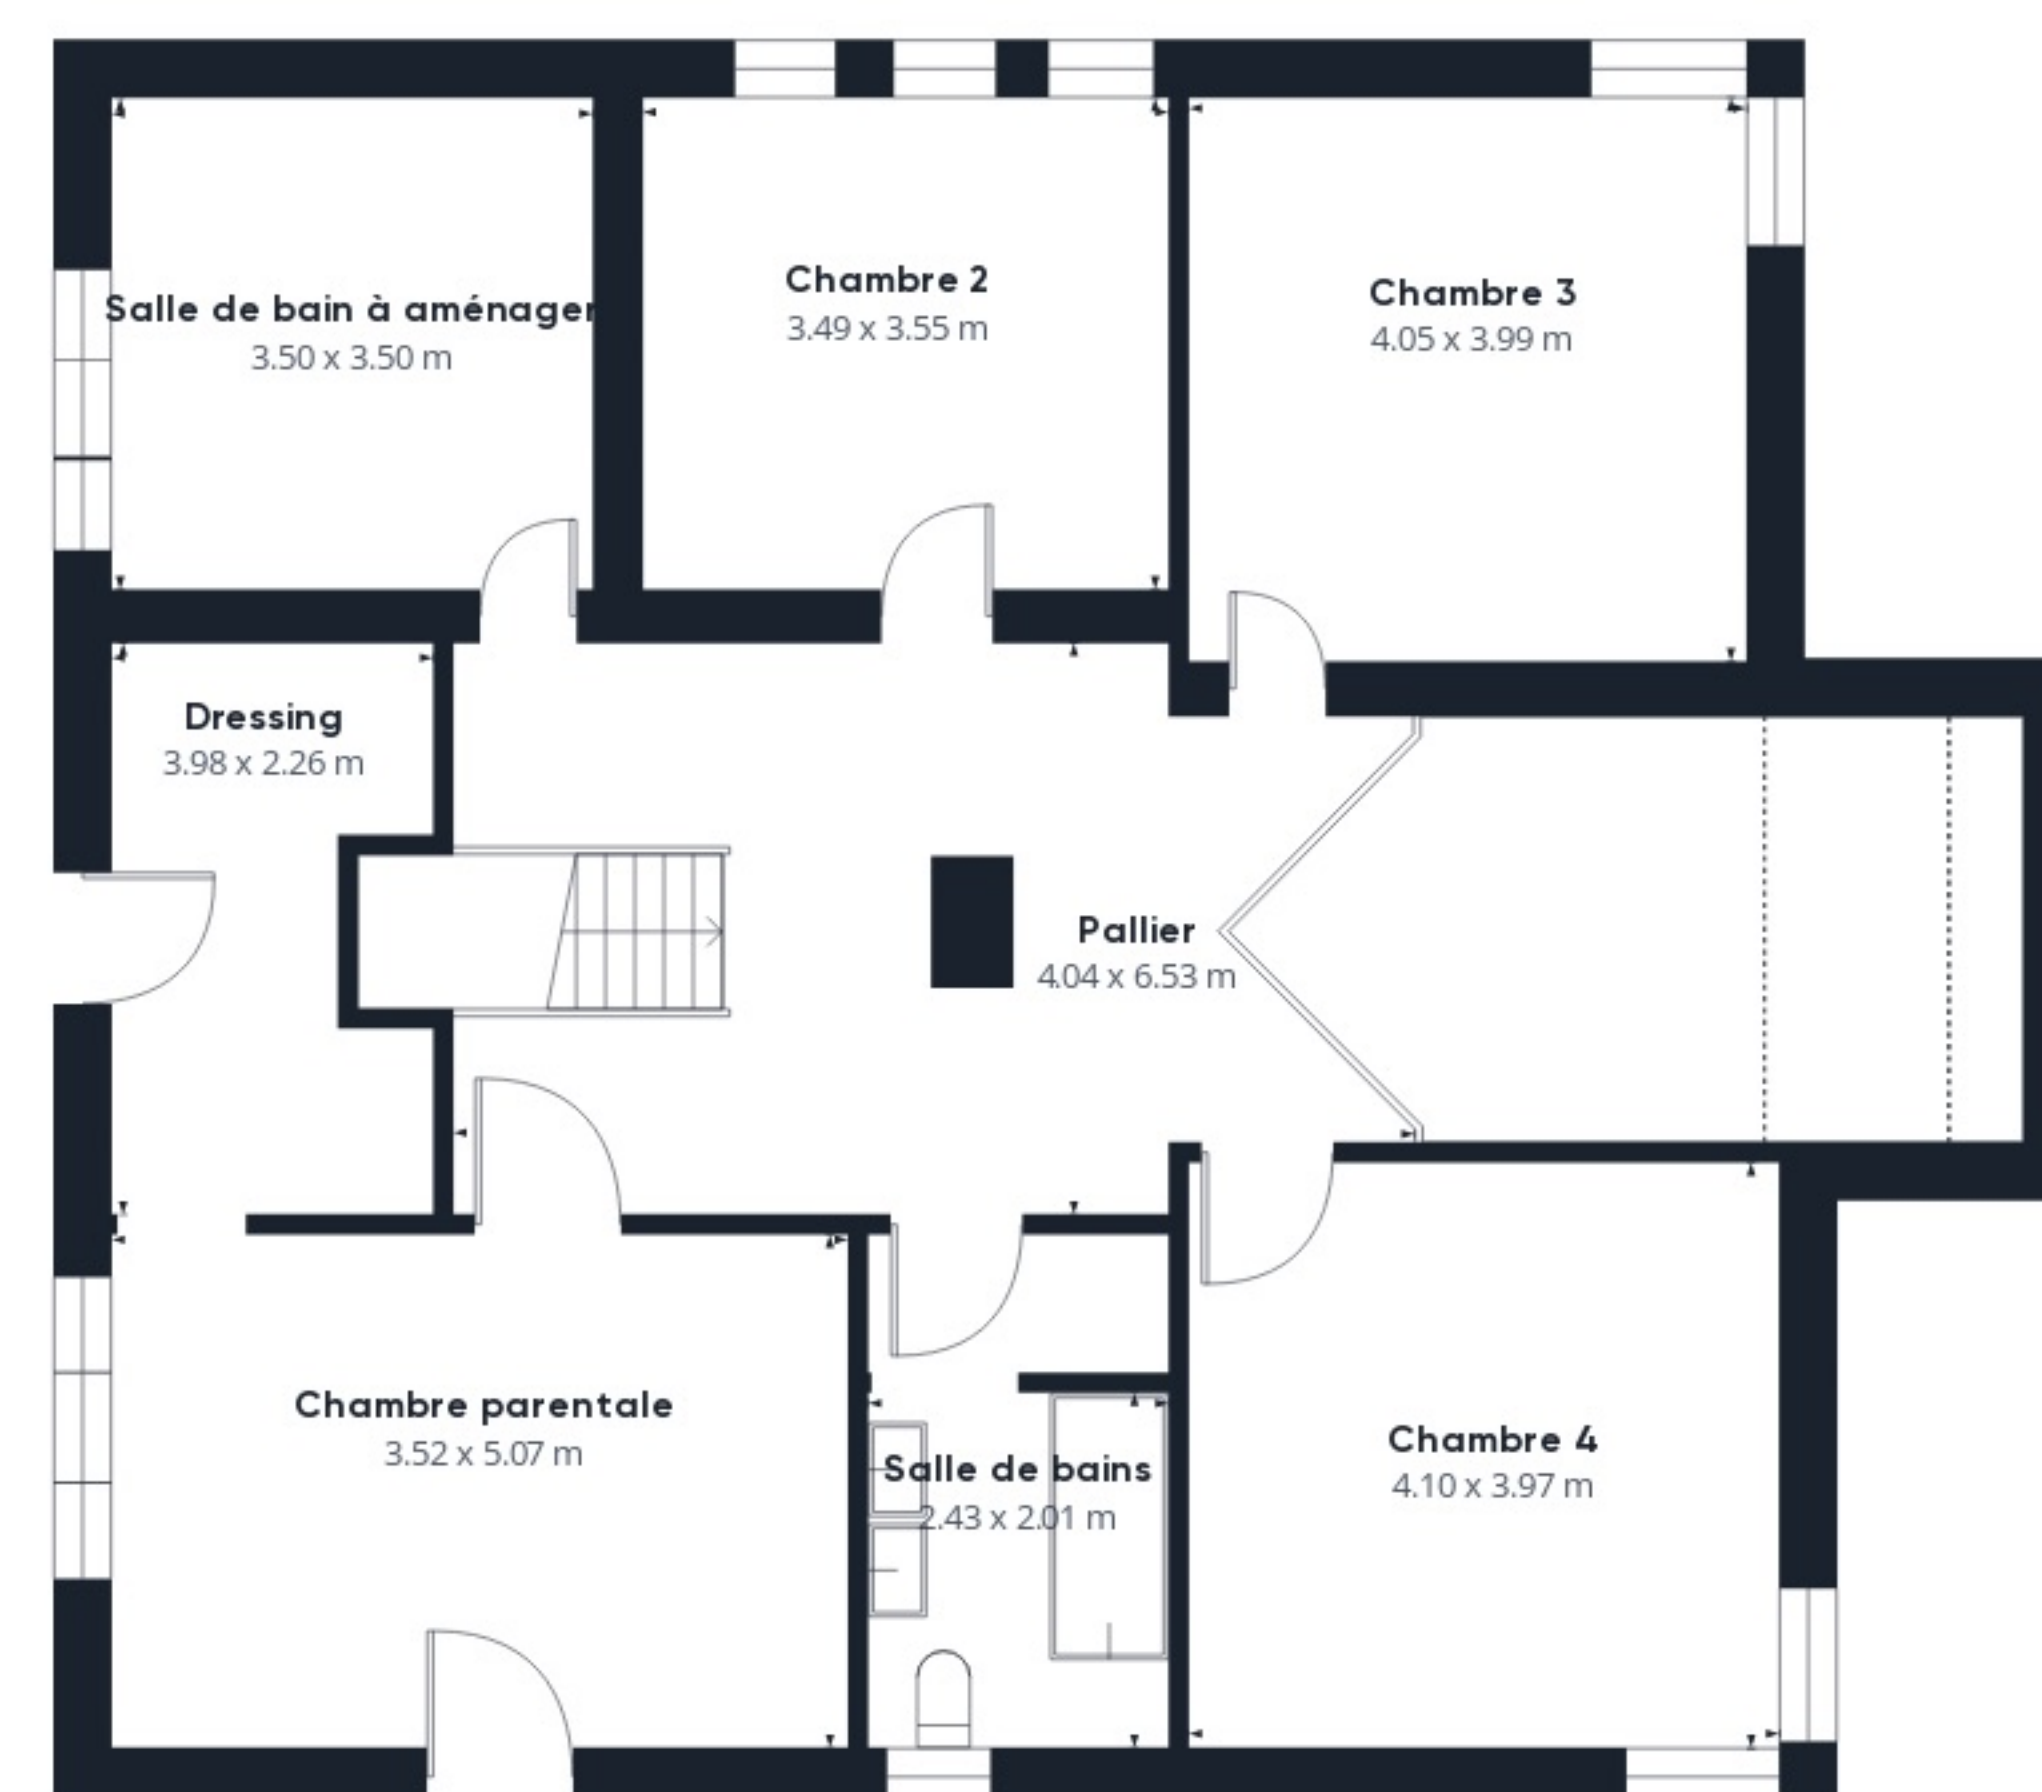 Salle de bain à aménager
3.50 x 3.50 m
Chambre 2
3.49 x 3.55 m
Chambre 3
4.05 x 3.99 m
Dressing
3.98 x 2.26 m
Pallier
4.04 x 6.53 m
Chambre parentale
3.52 x 5.07 m
Salle de bains
2.43 x 2.01 m
Chambre 4
4.10 x 3.97 m